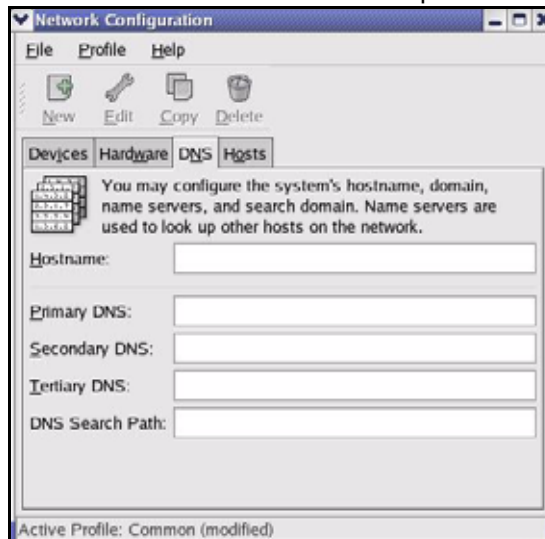 Network Configuration
File Profile Help
New Edit Copy Delete
Devices Hardware DNS Hosts
You may configure the system's hostname, domain,
name servers, and search domain. Name servers are
used to look up other hosts on the network.
Hostname:
Primary DNS:
Secondary DNS:
Tertiary DNS:
DNS Search Path:
Active Profile: Common (modified)